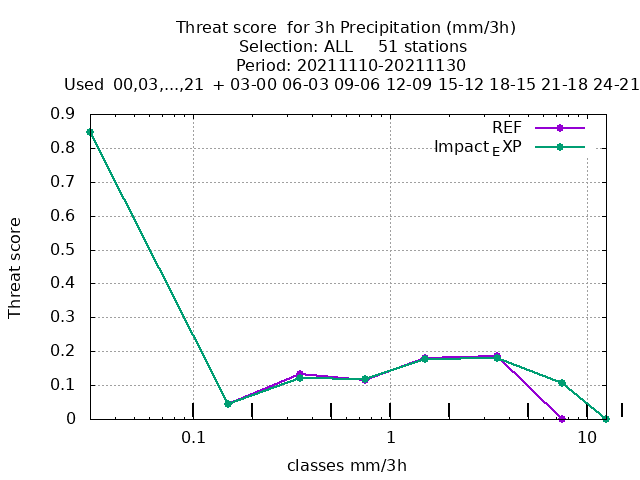 Threat score  for 3h Precipitation (mm/3h)
Selection: ALL     51 stations
Period: 20211110-20211130
Used  00,03,...,21  + 03-00 06-03 09-06 12-09 15-12 18-15 21-18 24-21
REF
Impact_EXP
0.9
0.8
0.7
0.6
0.5
0.4
0.3
0.2
0.1
0
Threat score
0.1 1 10
classes mm/3h